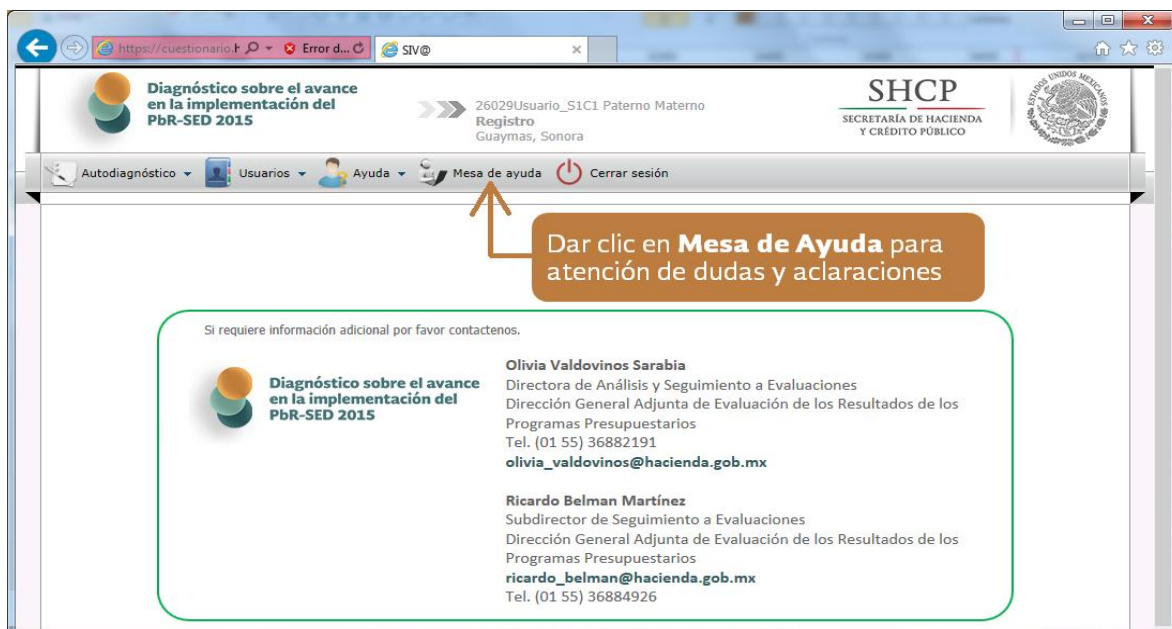 https://cuestionario.h
Error d...
SIV@
Diagnóstico sobre el avance
en la implementación del
PbR-SED 2015
26029Usuario_S1C1 Paterno Materno
Registro
Guaymas, Sonora
SHCP
SECRETARÍA DE HACIENDA
Y CRÉDITO PÚBLICO
ESTADOS UNIDOS MEXICANOS
Autodiagnóstico
Usuarios
Ayuda
Mesa de ayuda
Cerrar sesión
Dar clic en Mesa de Ayuda para
atención de dudas y aclaraciones
Si requiere información adicional por favor contactenos.
Diagnóstico sobre el avance
en la implementación del
PbR-SED 2015
Olivia Valdovinos Sarabia
Directora de Análisis y Seguimiento a Evaluaciones
Dirección General Adjunta de Evaluación de los Resultados de los
Programas Presupuestarios
Tel. (01 55) 36882191
olivia_valdovinos@hacienda.gob.mx
Ricardo Belman Martínez
Subdirector de Seguimiento a Evaluaciones
Dirección General Adjunta de Evaluación de los Resultados de los
Programas Presupuestarios
ricardo_belman@hacienda.gob.mx
Tel. (01 55) 36884926